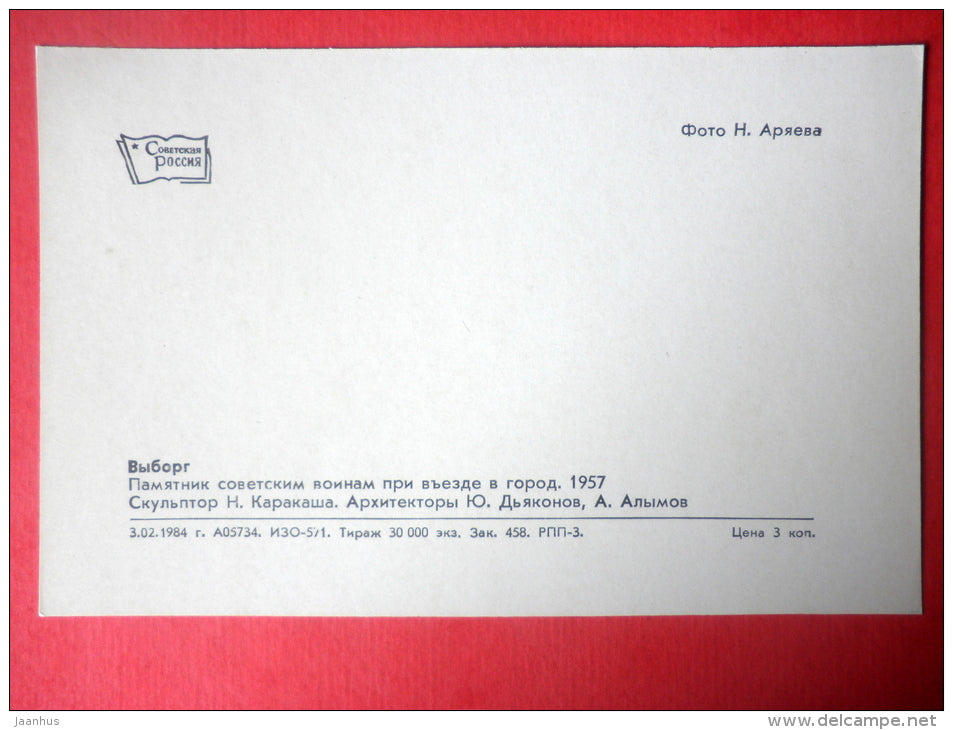 Советская
Россия
Фото Н. Аряева
Выборг
Памятник советским воинам при въезде в город. 1957
Скульптор Н. Каракаша. Архитекторы Ю. Дьяконов, А. Алымов
3.02.1984 г. А05734. ИЗО-571. Тираж 30 000 экз. Зак. 458. РПП-3. Цена 3 коп.
Jaanhus
www.delcampe.net